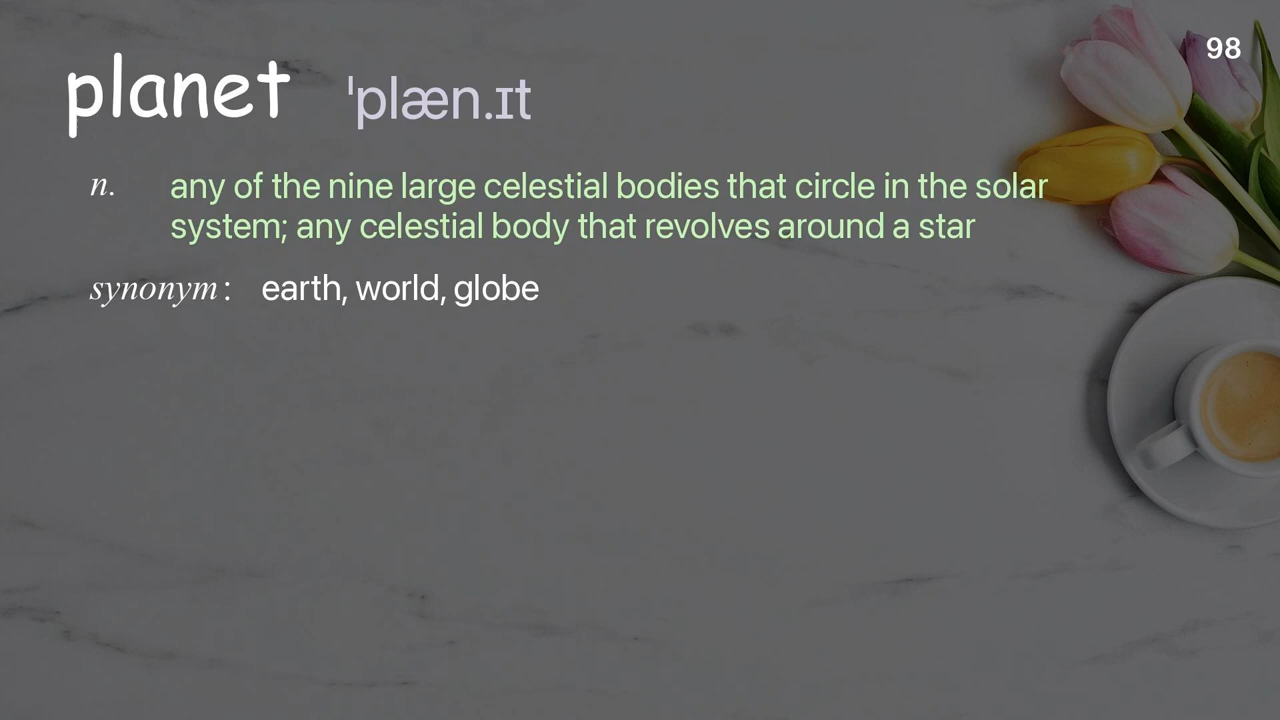 98
planet ˈplæn.ɪt
n. any of the nine large celestial bodies that circle in the solar
system; any celestial body that revolves around a star
synonym: earth, world, globe